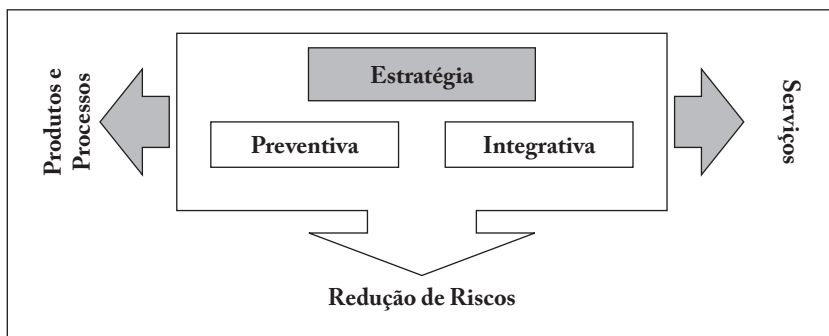 Estratégia
Produtos e
Processos
Preventiva
Integrativa
Serviços
Redução de Riscos